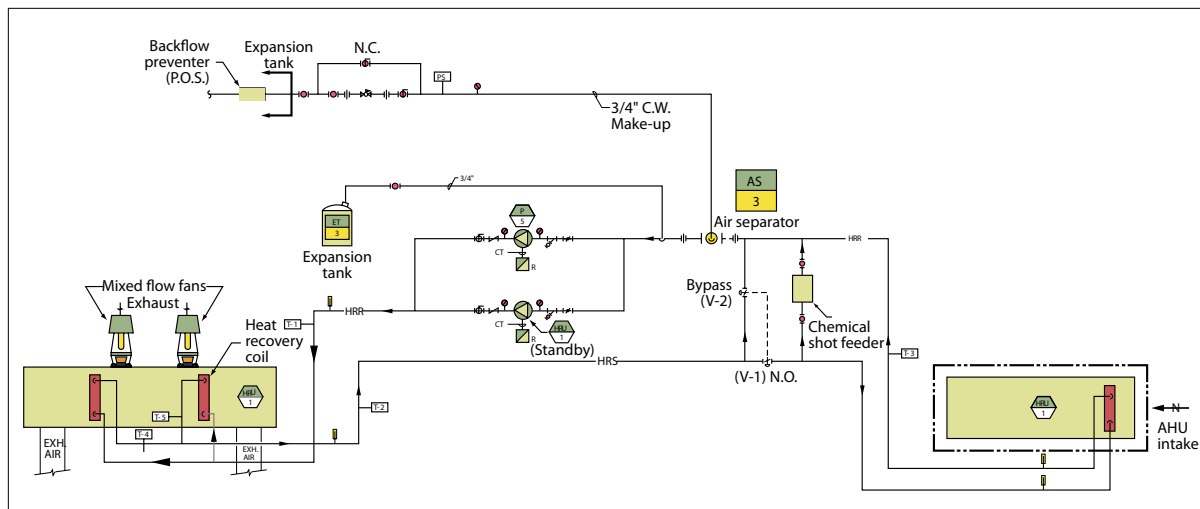 Backflow
preventer
(P.O.S.)
Expansion
tank
N.C.
PS
3/4" C.W.
Make-up
3/4"
AS
3
Air separator
P
5
ET
3
Expansion
tank
CT
R
HRR
Bypass
(V-2)
Chemical
shot feeder
Mixed flow fans
Exhaust
T-1
HRR
CT
R
HRU
1
(Standby)
Heat
recovery
coil
HRS
(V-1) N.O.
T-3
HRU
1
T-5
T-4
T-2
HRU
1
N
AHU
intake
EXH.
AIR
EXH.
AIR